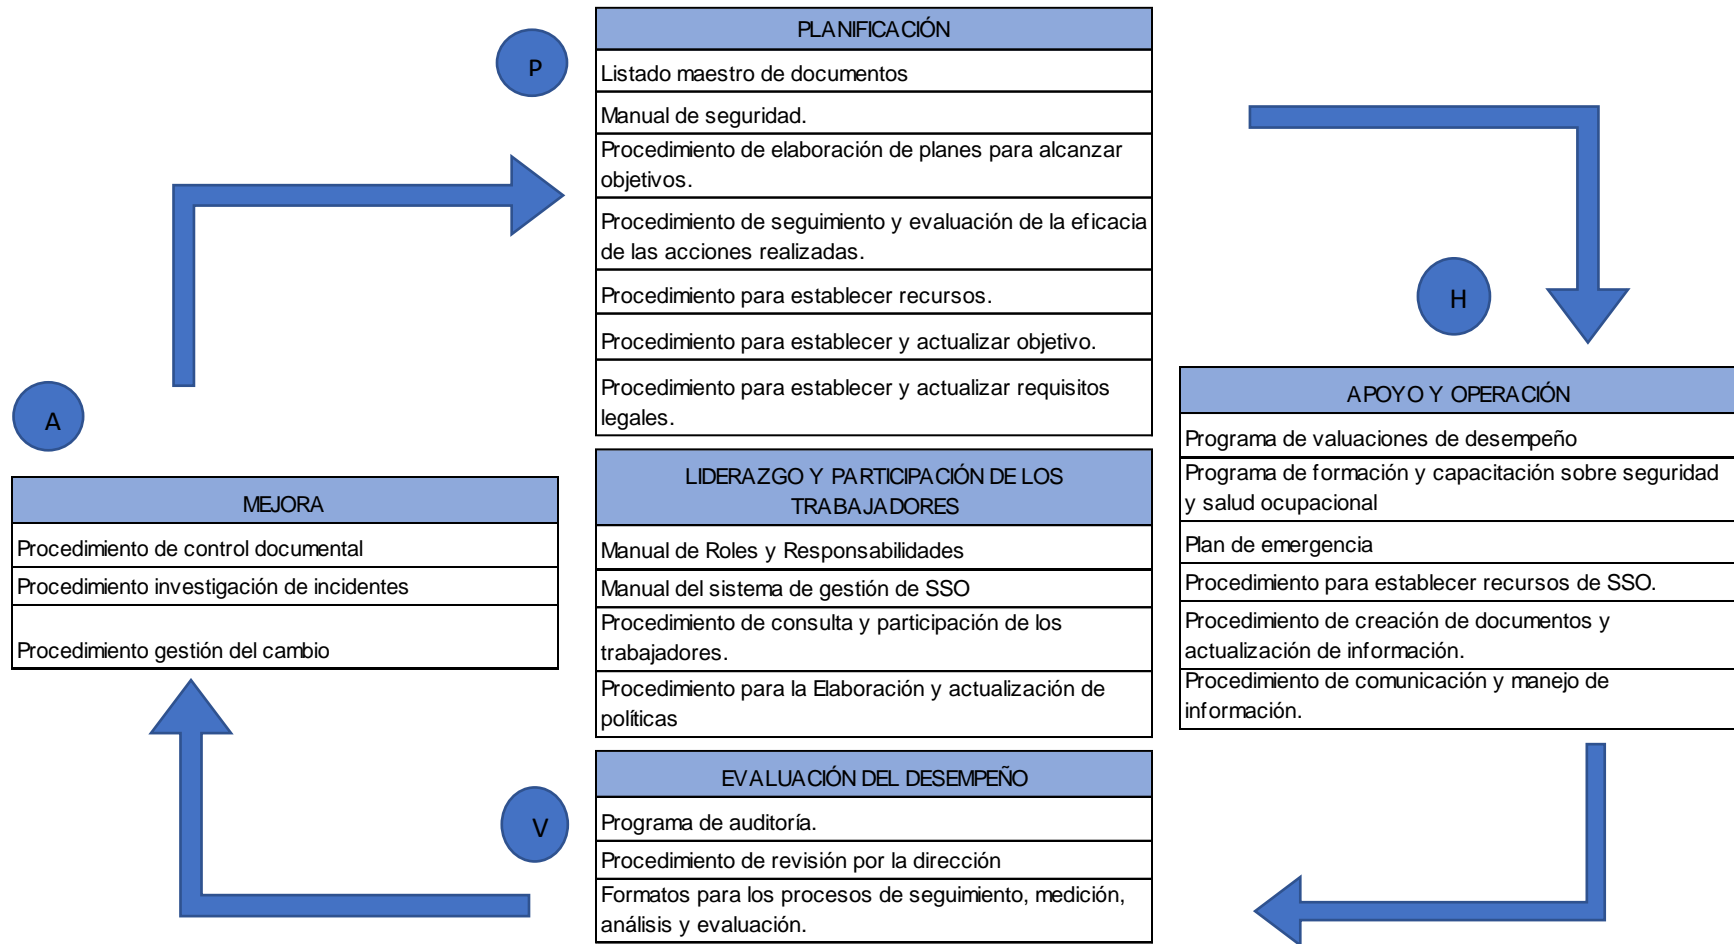 P
PLANIFICACIÓN
Listado maestro de documentos
Manual de seguridad.
Procedimiento de elaboración de planes para alcanzar
objetivos.
Procedimiento de seguimiento y evaluación de la eficacia
de las acciones realizadas.
Procedimiento para establecer recursos.
Procedimiento para establecer y actualizar objetivo.
Procedimiento para establecer y actualizar requisitos
legales.
H
APOYO Y OPERACIÓN
Programa de valuaciones de desempeño
Programa de formación y capacitación sobre seguridad
y salud ocupacional
Plan de emergencia
Procedimiento para establecer recursos de SSO.
Procedimiento de creación de documentos y
actualización de información.
Procedimiento de comunicación y manejo de
información.
A
MEJORA
Procedimiento de control documental
Procedimiento investigación de incidentes
Procedimiento gestión del cambio
LIDERAZGO Y PARTICIPACIÓN DE LOS
TRABAJADORES
Manual de Roles y Responsabilidades
Manual del sistema de gestión de SSO
Procedimiento de consulta y participación de los
trabajadores.
Procedimiento para la Elaboración y actualización de
políticas
V
EVALUACIÓN DEL DESEMPEÑO
Programa de auditoría.
Procedimiento de revisión por la dirección
Formatos para los procesos de seguimiento, medición,
análisis y evaluación.